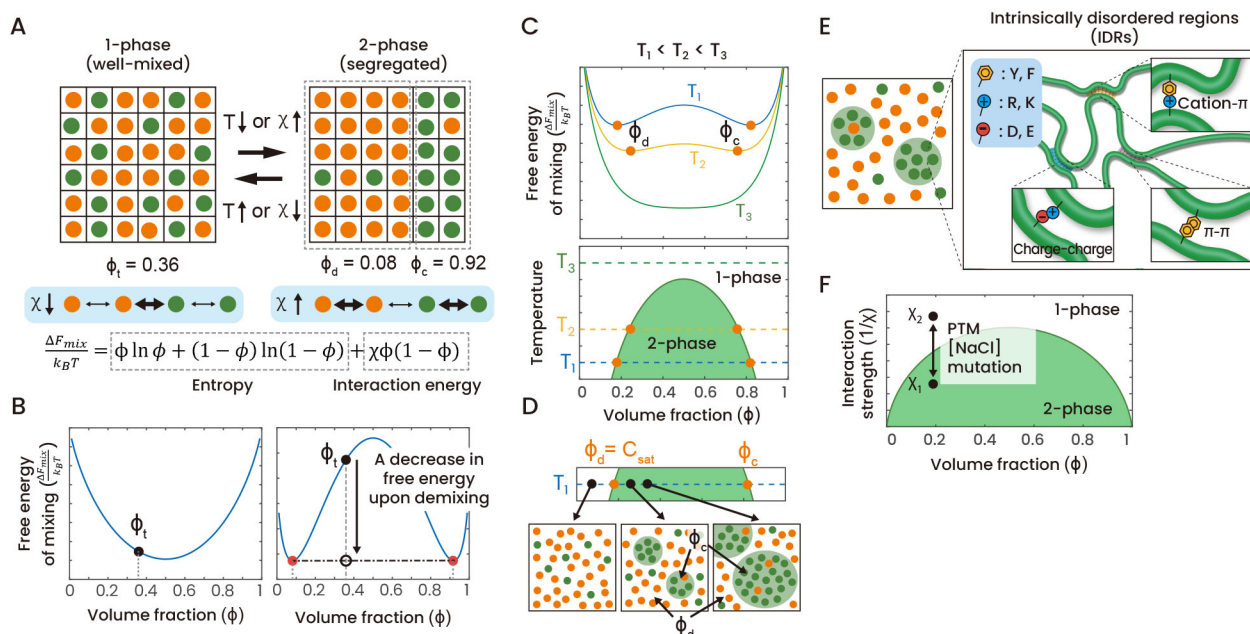 A
1-phase
(well-mixed)
2-phase
(segregated)
T↓ or χ↑
T↑ or χ↓
ϕt = 0.36
ϕd = 0.08
ϕc = 0.92
χ↓
χ↑
ΔFmix/kBT = ϕ ln ϕ + (1 − ϕ) ln(1 − ϕ) + χϕ(1 − ϕ)
Entropy
Interaction energy
B
Free energy
of mixing (ΔFmix/kBT)
ϕt
0 0.2 0.4 0.6 0.8 1
Volume fraction (ϕ)
ϕt
A decrease in
free energy
upon demixing
0 0.2 0.4 0.6 0.8 1
Volume fraction (ϕ)
C
T1 < T2 < T3
Free energy
of mixing (ΔFmix/kBT)
T1
ϕd
ϕc
T2
T3
Temperature
T3
1-phase
T2
2-phase
T1
0 0.2 0.4 0.6 0.8 1
Volume fraction (ϕ)
D
ϕd = Csat
ϕc
T1
ϕc
ϕd
E
Intrinsically disordered regions
(IDRs)
: Y, F
+ : R, K
− : D, E
Cation-π
+
− +
Charge-charge
π-π
F
Interaction
strength (1/χ)
1-phase
χ2
PTM
[NaCl]
mutation
χ1
2-phase
0 0.2 0.4 0.6 0.8 1
Volume fraction (ϕ)